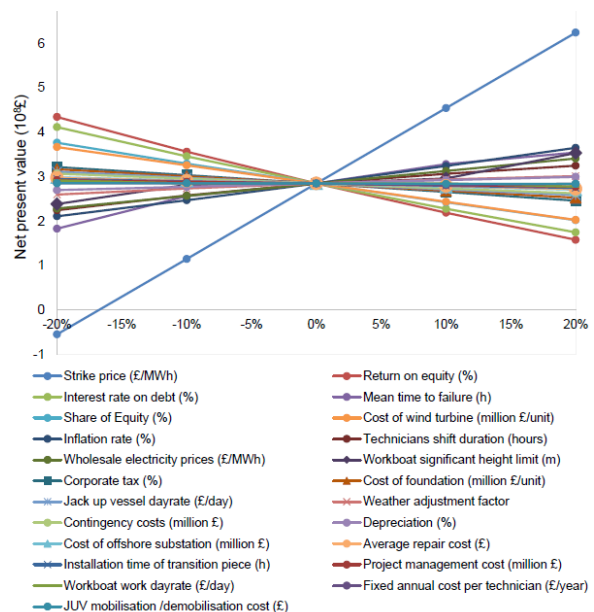 6
5
4
3
2
1
0
-1
Net present value (10⁸£)
-20% -15% -10% -5% 0% 5% 10% 15% 20%
Strike price (£/MWh) Return on equity (%)
Interest rate on debt (%) Mean time to failure (h)
Share of Equity (%) Cost of wind turbine (million £/unit)
Inflation rate (%) Technicians shift duration (hours)
Wholesale electricity prices (£/MWh) Workboat significant height limit (m)
Corporate tax (%) Cost of foundation (million £/unit)
Jack up vessel dayrate (£/day) Weather adjustment factor
Contingency costs (million £) Depreciation (%)
Cost of offshore substation (million £) Average repair cost (£)
Installation time of transition piece (h) Project management cost (million £)
Workboat work dayrate (£/day) Fixed annual cost per technician (£/year)
JUV mobilisation /demobilisation cost (£)